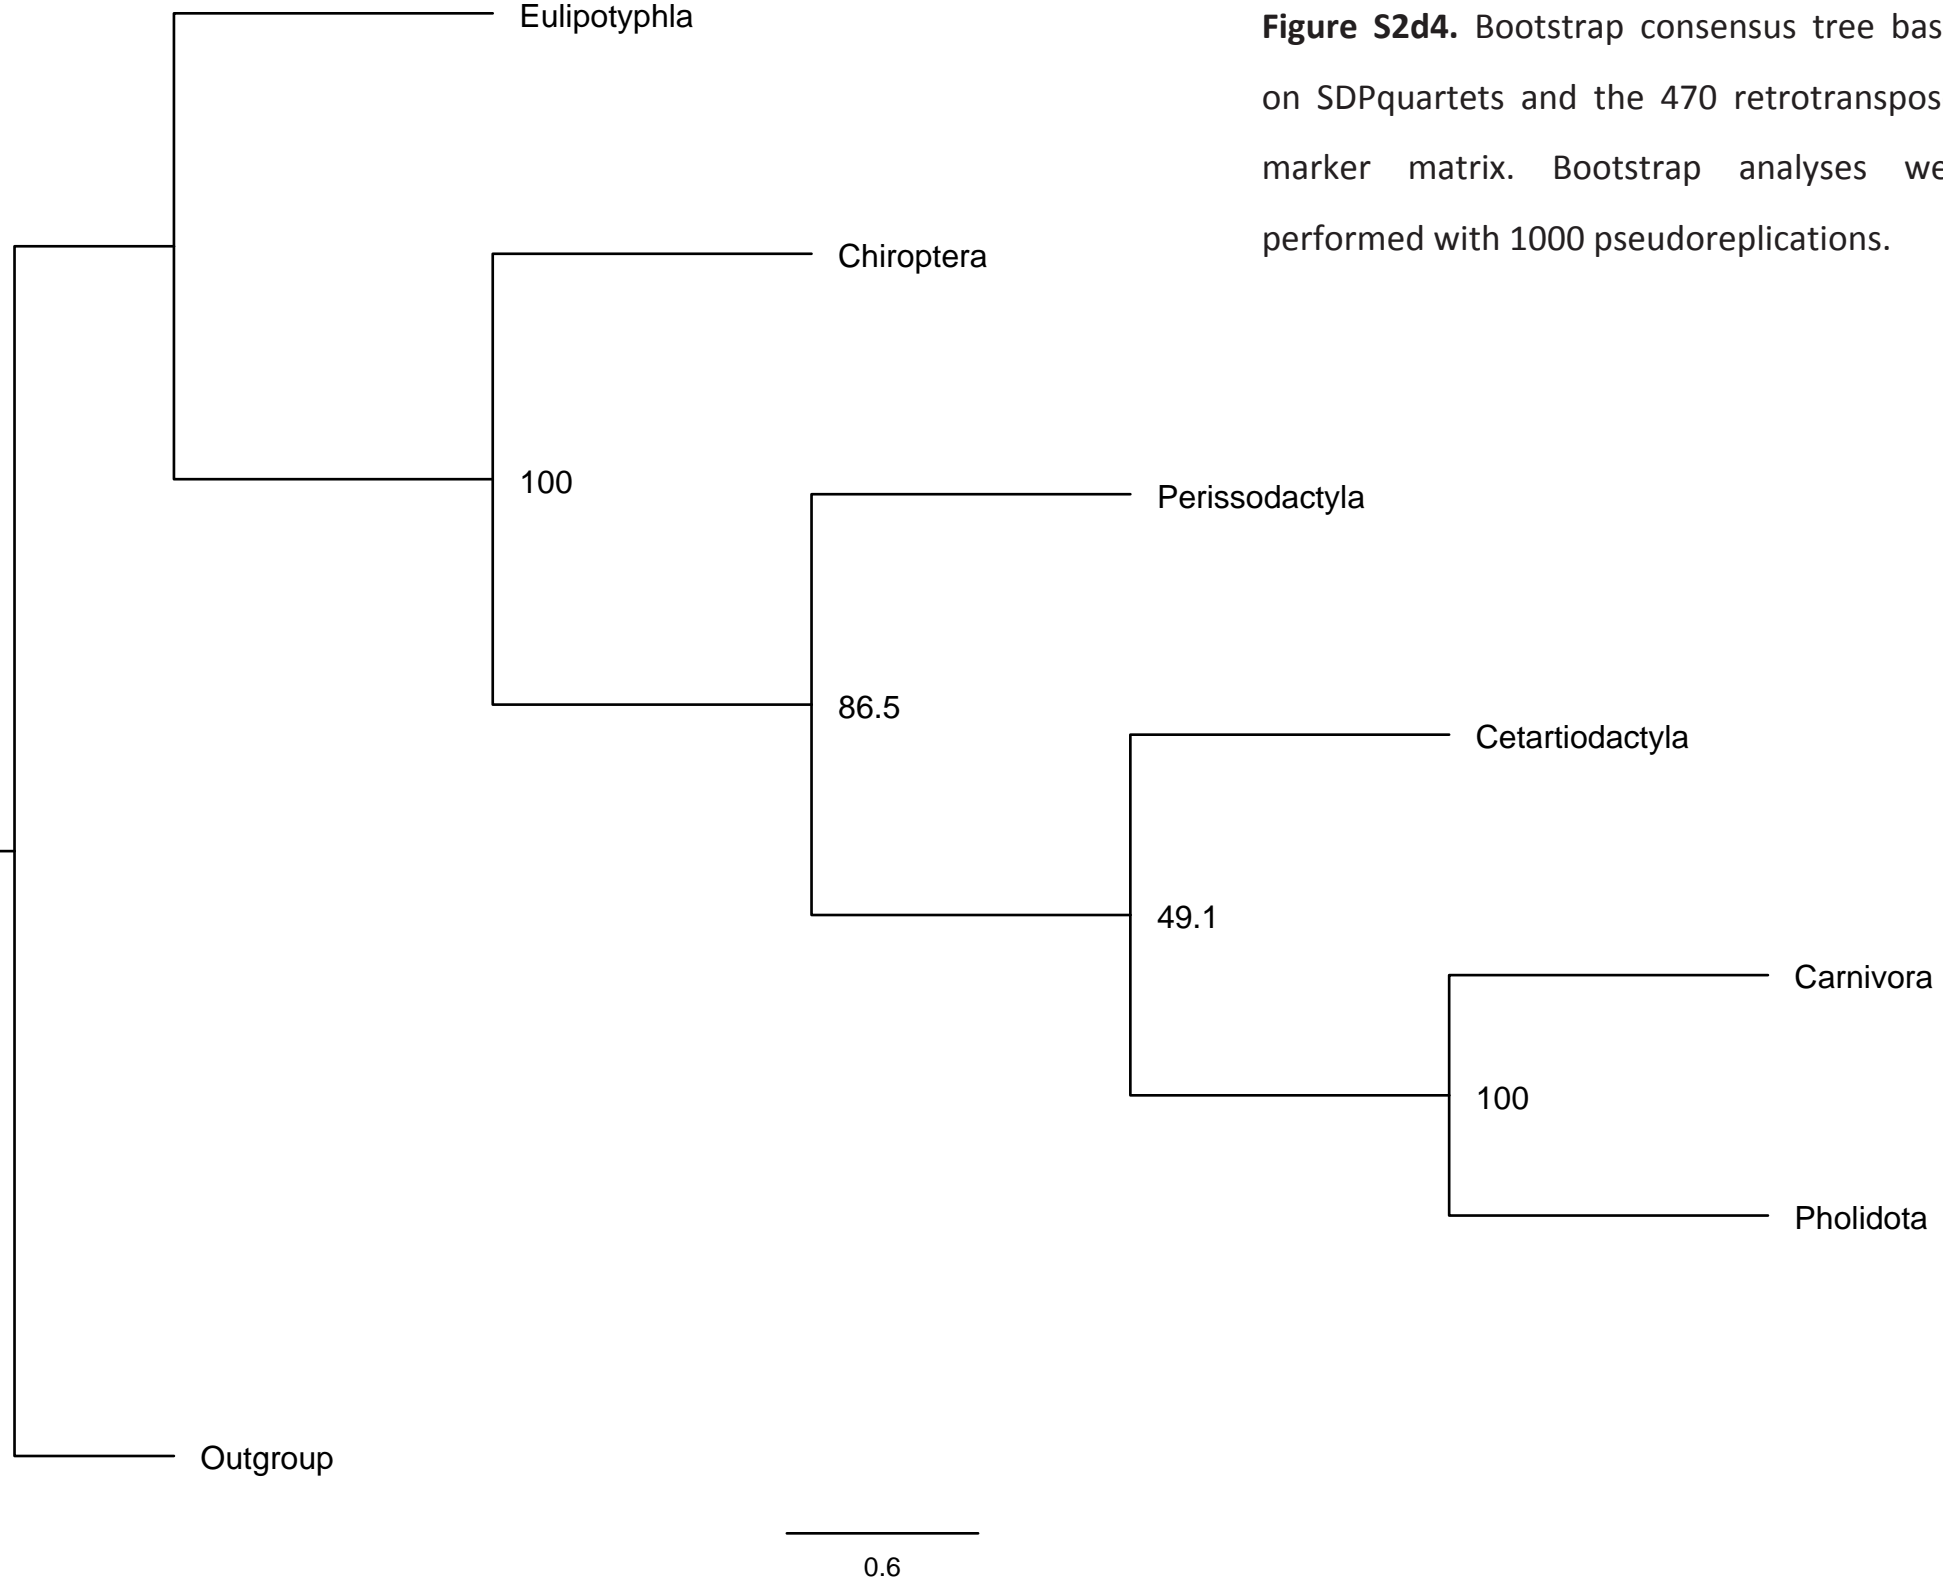 Eulipotyphla
Figure S2d4. Bootstrap consensus tree bas
on SDPquartets and the 470 retrotranspos
marker matrix. Bootstrap analyses we
performed with 1000 pseudoreplications.
Chiroptera
100
Perissodactyla
86.5
Cetartiodactyla
49.1
Carnivora
100
Pholidota
Outgroup
0.6